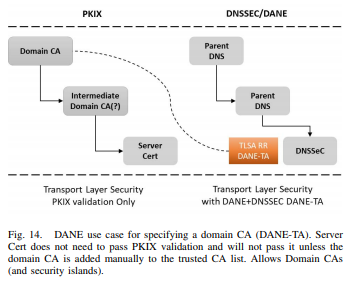 PKIX
DNSSEC/DANE
Domain CA
Parent
DNS
Intermediate
Domain CA(?)
Parent
DNS
Server
Cert
TLSA RR
DANE-TA
DNSSeC
Transport Layer Security
PKIX validation Only
Transport Layer Security
with DANE+DNSSEC DANE-TA
Fig. 14. DANE use case for specifying a domain CA (DANE-TA). Server
Cert does not need to pass PKIX validation and will not pass it unless the
domain CA is added manually to the trusted CA list. Allows Domain CAs
(and security islands).